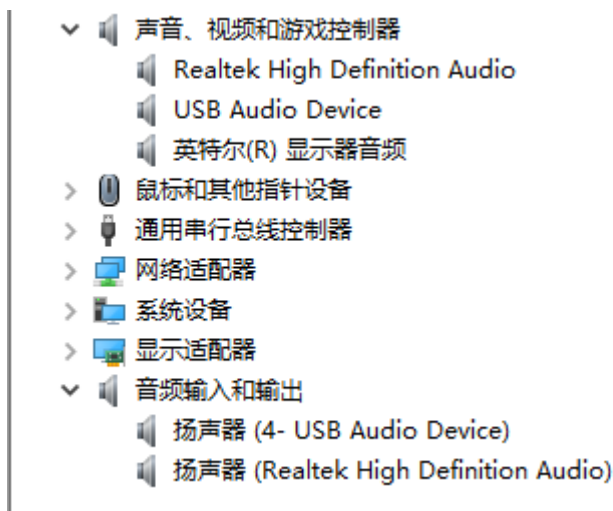 声音、视频和游戏控制器
Realtek High Definition Audio
USB Audio Device
英特尔(R) 显示器音频
鼠标和其他指针设备
通用串行总线控制器
网络适配器
系统设备
显示适配器
音频输入和输出
扬声器 (4- USB Audio Device)
扬声器 (Realtek High Definition Audio)